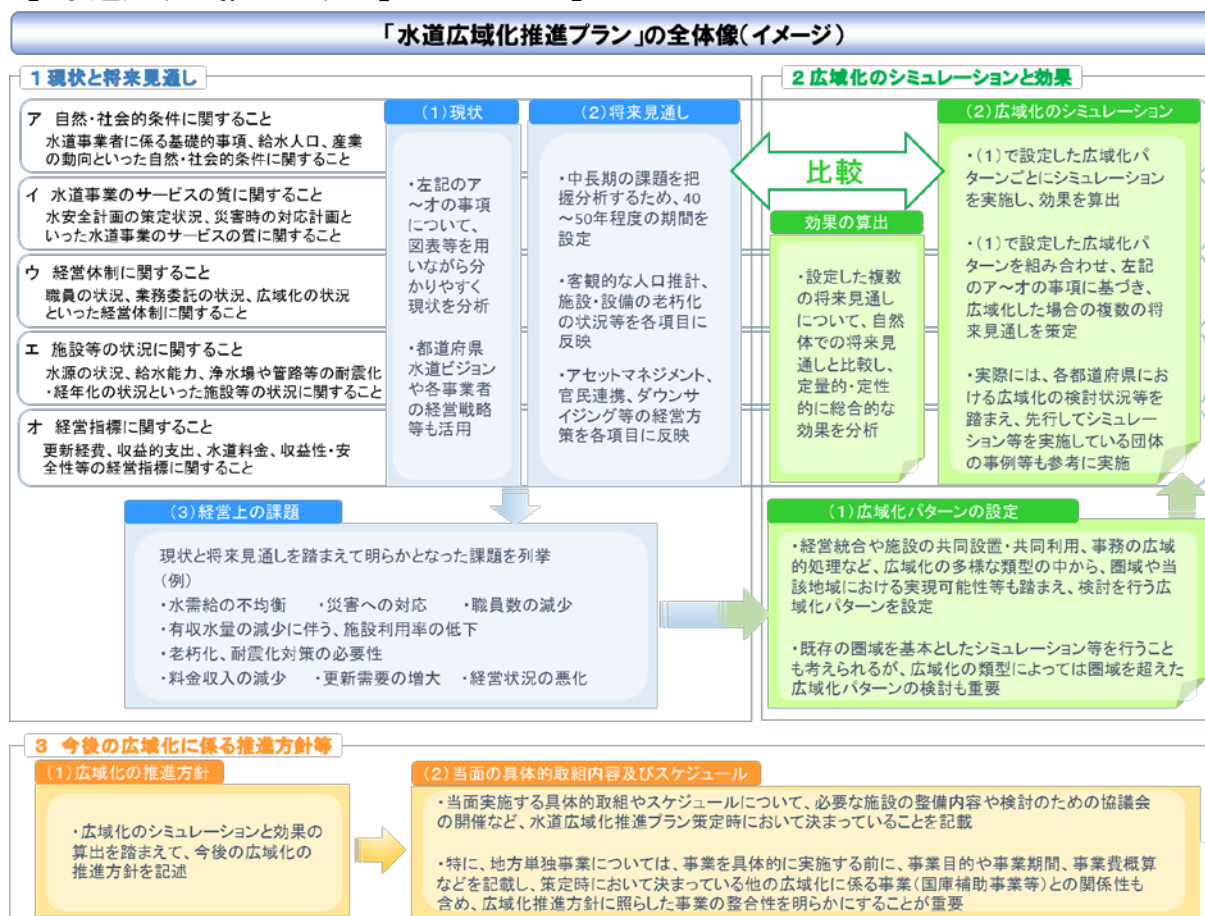 「水道広域化推進プラン」の全体像（イメージ）
1 現状と将来見通し
ア 自然・社会的条件に関すること
水道事業者に係る基礎的事項、給水人口、産業
の動向といった自然・社会的条件に関すること
イ 水道事業のサービスの質に関すること
水安全計画の策定状況、災害時の対応計画と
いった水道事業のサービスの質に関すること
ウ 経営体制に関すること
職員の状況、業務委託の状況、広域化の状況
といった経営体制に関すること
エ 施設等の状況に関すること
水源の状況、給水能力、浄水場や管路等の耐震化
・経年化の状況といった施設等の状況に関すること
オ 経営指標に関すること
更新経費、収益的支出、水道料金、収益性・安
全性等の経営指標に関すること
（1）現状
・左記のア
～オの事項
について、
図表等を用
いながら分
かりやすく
現状を分析
・都道府県
水道ビジョン
や各事業者
の経営戦略
等も活用
（2）将来見通し
・中長期の課題を把
握分析するため、40
～50年程度の期間を
設定
・客観的な人口推計、
施設・設備の老朽化
の状況等を各項目に
反映
・アセットマネジメント、
官民連携、ダウンサ
イジング等の経営方
策を各項目に反映
（3）経営上の課題
現状と将来見通しを踏まえて明らかとなった課題を列挙
（例）
・水需給の不均衡 ・災害への対応 ・職員数の減少
・有収水量の減少に伴う、施設利用率の低下
・老朽化、耐震化対策の必要性
・料金収入の減少 ・更新需要の増大 ・経営状況の悪化
2 広域化のシミュレーションと効果
比較
効果の算出
・設定した複数
の将来見通し
について、自然
体での将来見
通しと比較し、
定量的・定性
的に総合的な
効果を分析
（2）広域化のシミュレーション
・（1）で設定した広域化パ
ターンごとにシミュレーション
を実施し、効果を算出
・（1）で設定した広域化パ
ターンを組み合わせ、左記
のア～オの事項に基づき、
広域化した場合の複数の将
来見通しを策定
・実際には、各都道府県にお
ける広域化の検討状況等を
踏まえ、先行してシミュレー
ション等を実施している団体
の事例等も参考に実施
（1）広域化パターンの設定
・経営統合や施設の共同設置・共同利用、事務の広域
的処理など、広域化の多様な類型の中から、圏域や当
該地域における実現可能性等も踏まえ、検討を行う広
域化パターンを設定
・既存の圏域を基本としたシミュレーション等を行うこと
も考えられるが、広域化の類型によっては圏域を超えた
広域化パターンの検討も重要
3 今後の広域化に係る推進方針等
（1）広域化の推進方針
・広域化のシミュレーションと効果の
算出を踏まえて、今後の広域化の
推進方針を記述
（2）当面の具体的取組内容及びスケジュール
・当面実施する具体的取組やスケジュールについて、必要な施設の整備内容や検討のための協議会
の開催など、水道広域化推進プラン策定時において決まっていることを記載
・特に、地方単独事業については、事業を具体的に実施する前に、事業目的や事業期間、事業費概算
などを記載し、策定時において決まっている他の広域化に係る事業（国庫補助事業等）との関係性も
含め、広域化推進方針に照らした事業の整合性を明らかにすることが重要